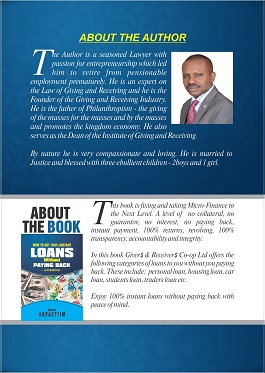 ABOUT THE AUTHOR
The Author is a seasoned Lawyer with
passion for entrepreneurship which led
him to retire from pensionable
employment prematurely. He is an expert on
the Law of Giving and Receiving and he is the
Founder of the Giving and Receiving Industry.
He is the father of Philanthropism - the giving
of the masses for the masses and by the masses
and promotes the kingdom economy. He also
serves as the Dean of the Institute of Giving and Receiving.
By nature he is very compassionate and loving. He is married to
Justice and blessed with three ebullient children - 2boys and 1 girl.
ABOUT
THE BOOK
HOW TO GET 100% INSTANT
LOANS
Without
PAYING BACK
AKPAETTIM
This book is fixing and taking Micro-Finance to
the Next Level. A level of no collateral, no
guarantor, no interest, no paying back,
instant payment, 100% returns, revolving, 100%
transparency, accountability and integrity.
In this book Giver$ & Receiver$ Co-op Ltd offers the
following categories of loans to you without you paying
back. These include: personal loan, housing loan, car
loan, students loan, traders loan etc.
Enjoy 100% instant loans without paying back with
peace of mind.